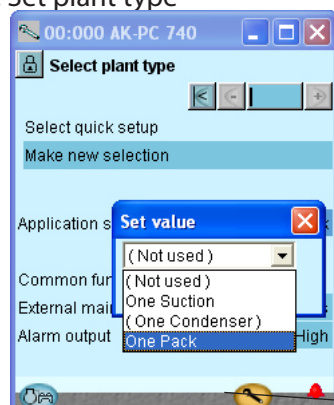 Set plant type
00:000 AK-PC 740
Select plant type
Select quick setup
Make new selection
Application s
Set value
(Not used)
Common fur
(Not used)
One Suction
External mai
(One Condenser)
Alarm output
One Pack
High